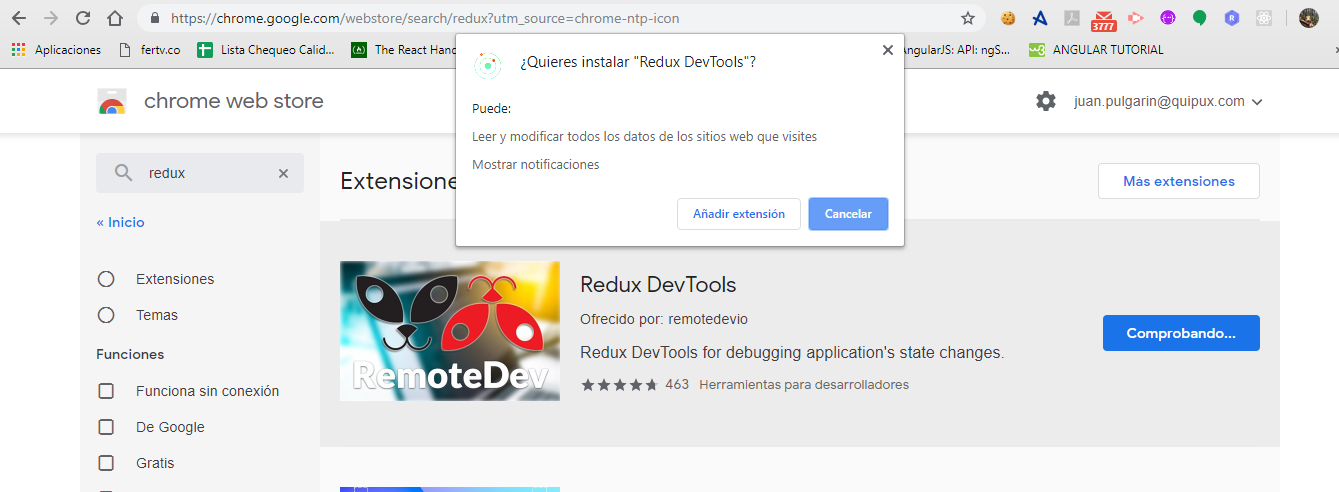 https://chrome.google.com/webstore/search/redux?utm_source=chrome-ntp-icon
3777
Aplicaciones
fertv.co
Lista Chequeo Calid...
The React Hand
AngularJS: API: ngS...
ANGULAR TUTORIAL
¿Quieres instalar "Redux DevTools"?
Puede:
Leer y modificar todos los datos de los sitios web que visites
Mostrar notificaciones
Añadir extensión
Cancelar
chrome web store
juan.pulgarin@quipux.com
redux
« Inicio
Extensiones
Temas
Funciones
Funciona sin conexión
De Google
Gratis
Extensione
Más extensiones
RemoteDev
Redux DevTools
Ofrecido por: remotedevio
Redux DevTools for debugging application's state changes.
463 Herramientas para desarrolladores
Comprobando...